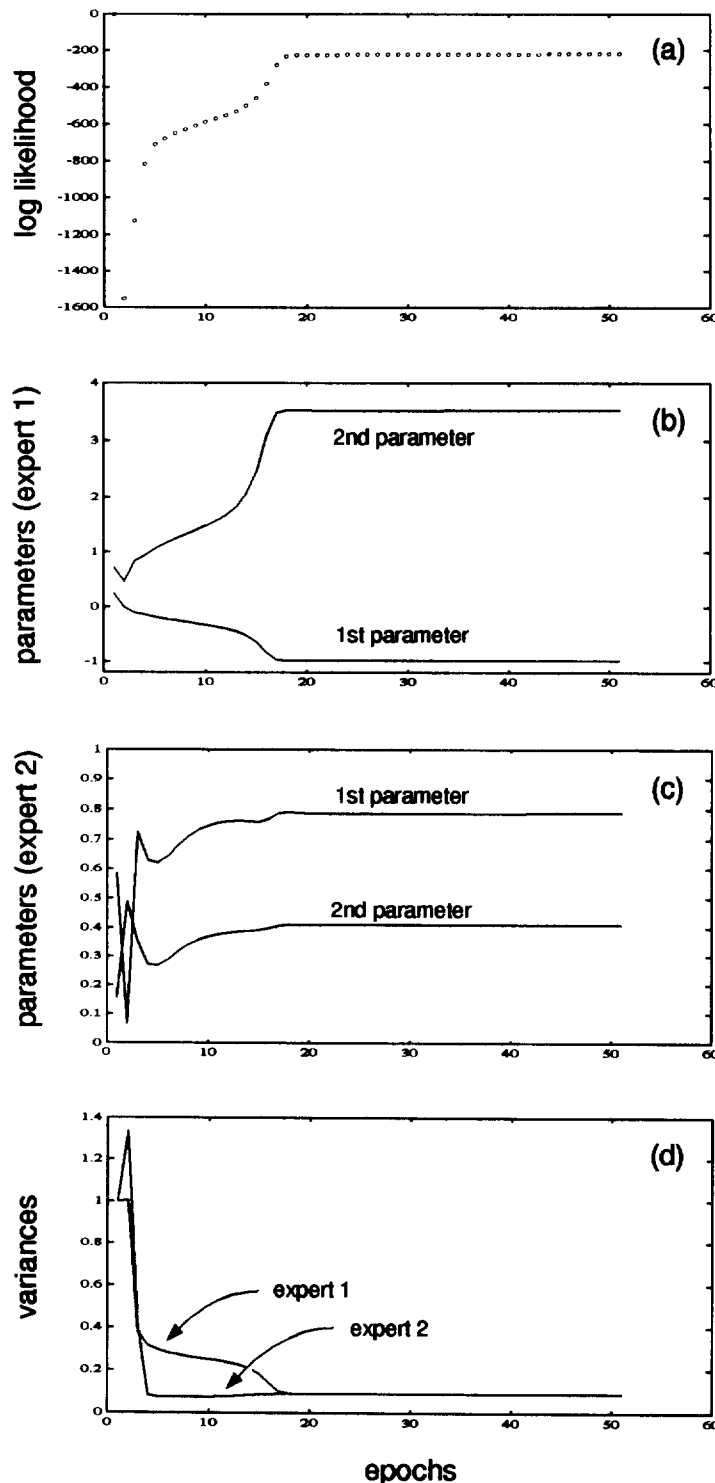 log likelihood
0
-200
-400
-600
-800
-1000
-1200
-1400
-1600
(a)
0 10 20 30 40 50 60
parameters (expert 1)
4
3
2
1
0
-1
(b)
2nd parameter
1st parameter
0 10 20 30 40 50 60
parameters (expert 2)
1
0.9
0.8
0.7
0.6
0.5
0.4
0.3
0.2
0.1
0
(c)
1st parameter
2nd parameter
0 10 20 30 40 50 60
variances
1.4
1.2
1
0.8
0.6
0.4
0.2
0
(d)
expert 1
expert 2
0 10 20 30 40 50 60
epochs